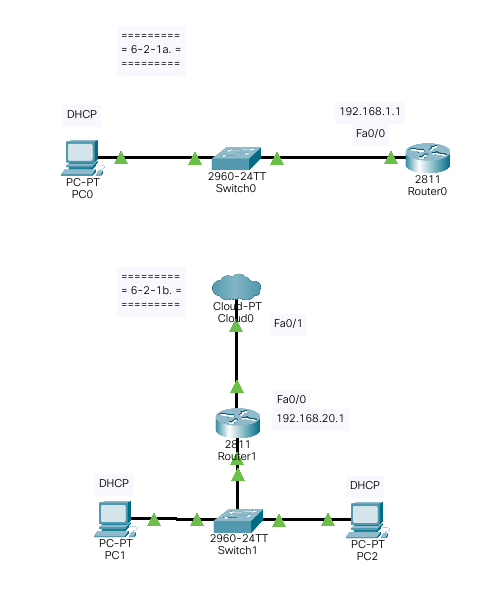 =========
= 6-2-1a. =
=========
DHCP
192.168.1.1
Fa0/0
PC-PT
PC0
2960-24TT
Switch0
2811
Router0
=========
= 6-2-1b. =
=========
Cloud-PT
Cloud0
Fa0/1
Fa0/0
192.168.20.1
2811
Router1
DHCP
DHCP
PC-PT
PC1
2960-24TT
Switch1
PC-PT
PC2